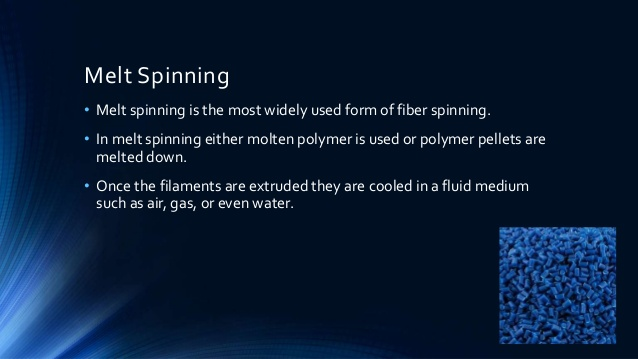 Melt Spinning
• Melt spinning is the most widely used form of fiber spinning.
• In melt spinning either molten polymer is used or polymer pellets are
melted down.
• Once the filaments are extruded they are cooled in a fluid medium
such as air, gas, or even water.